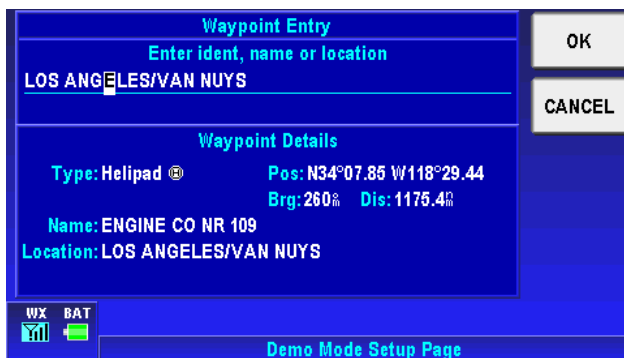 Waypoint Entry
Enter ident, name or location
LOS ANGELES/VAN NUYS
OK
CANCEL
Waypoint Details
Type: Helipad Ⓗ
Pos: N34°07.85 W118°29.44
Brg: 260°m Dis: 1175.4nm
Name: ENGINE CO NR 109
Location: LOS ANGELES/VAN NUYS
WX BAT
Demo Mode Setup Page